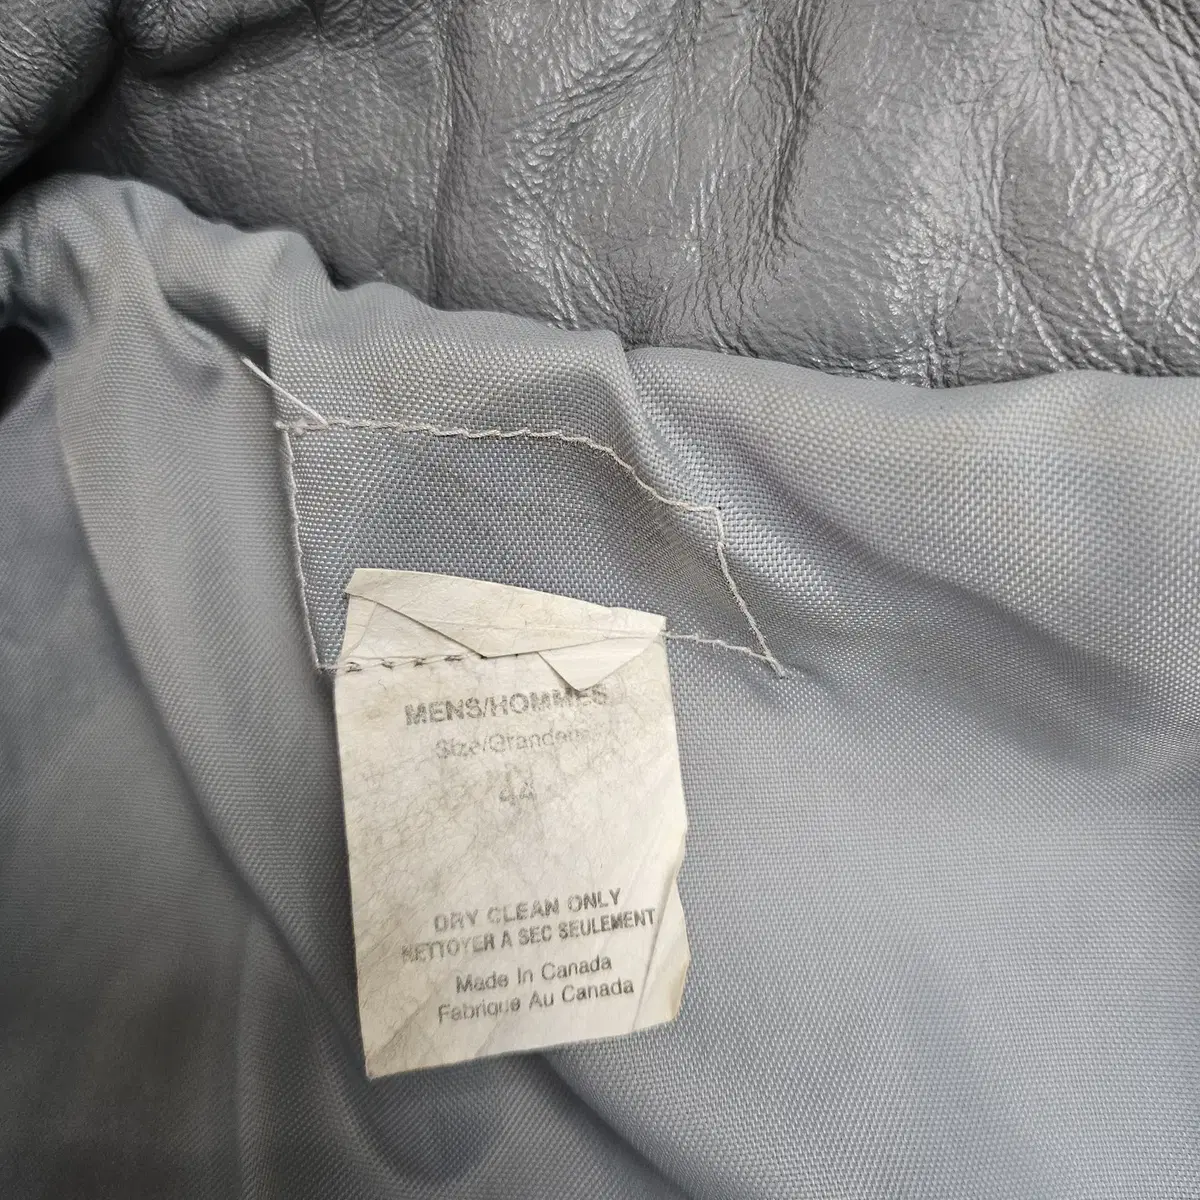 MENS/HOMMES
Size/Grandeur
44
DRY CLEAN ONLY
NETTOYER A SEC SEULEMENT
Made In Canada
Fabrique Au Canada